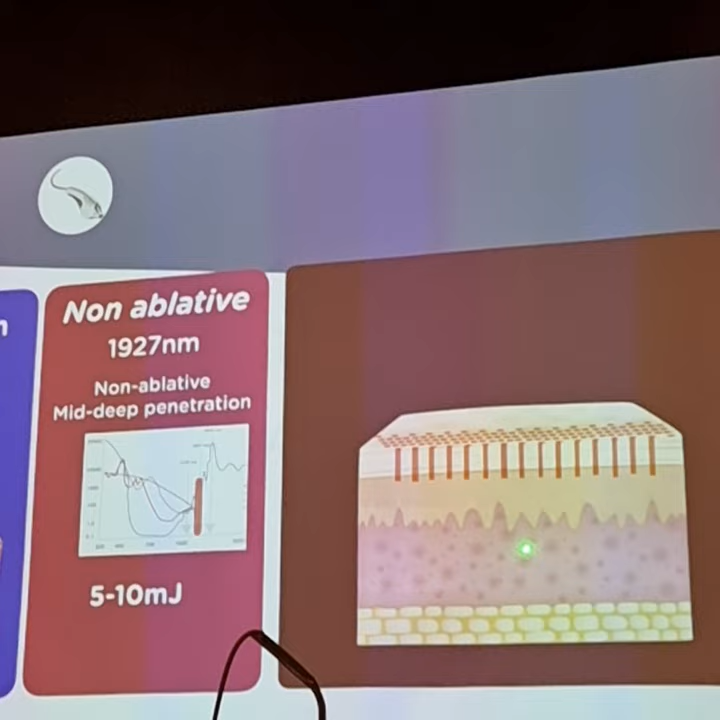 n
Non ablative
1927nm
Non-ablative
Mid-deep penetration
5-10mJ